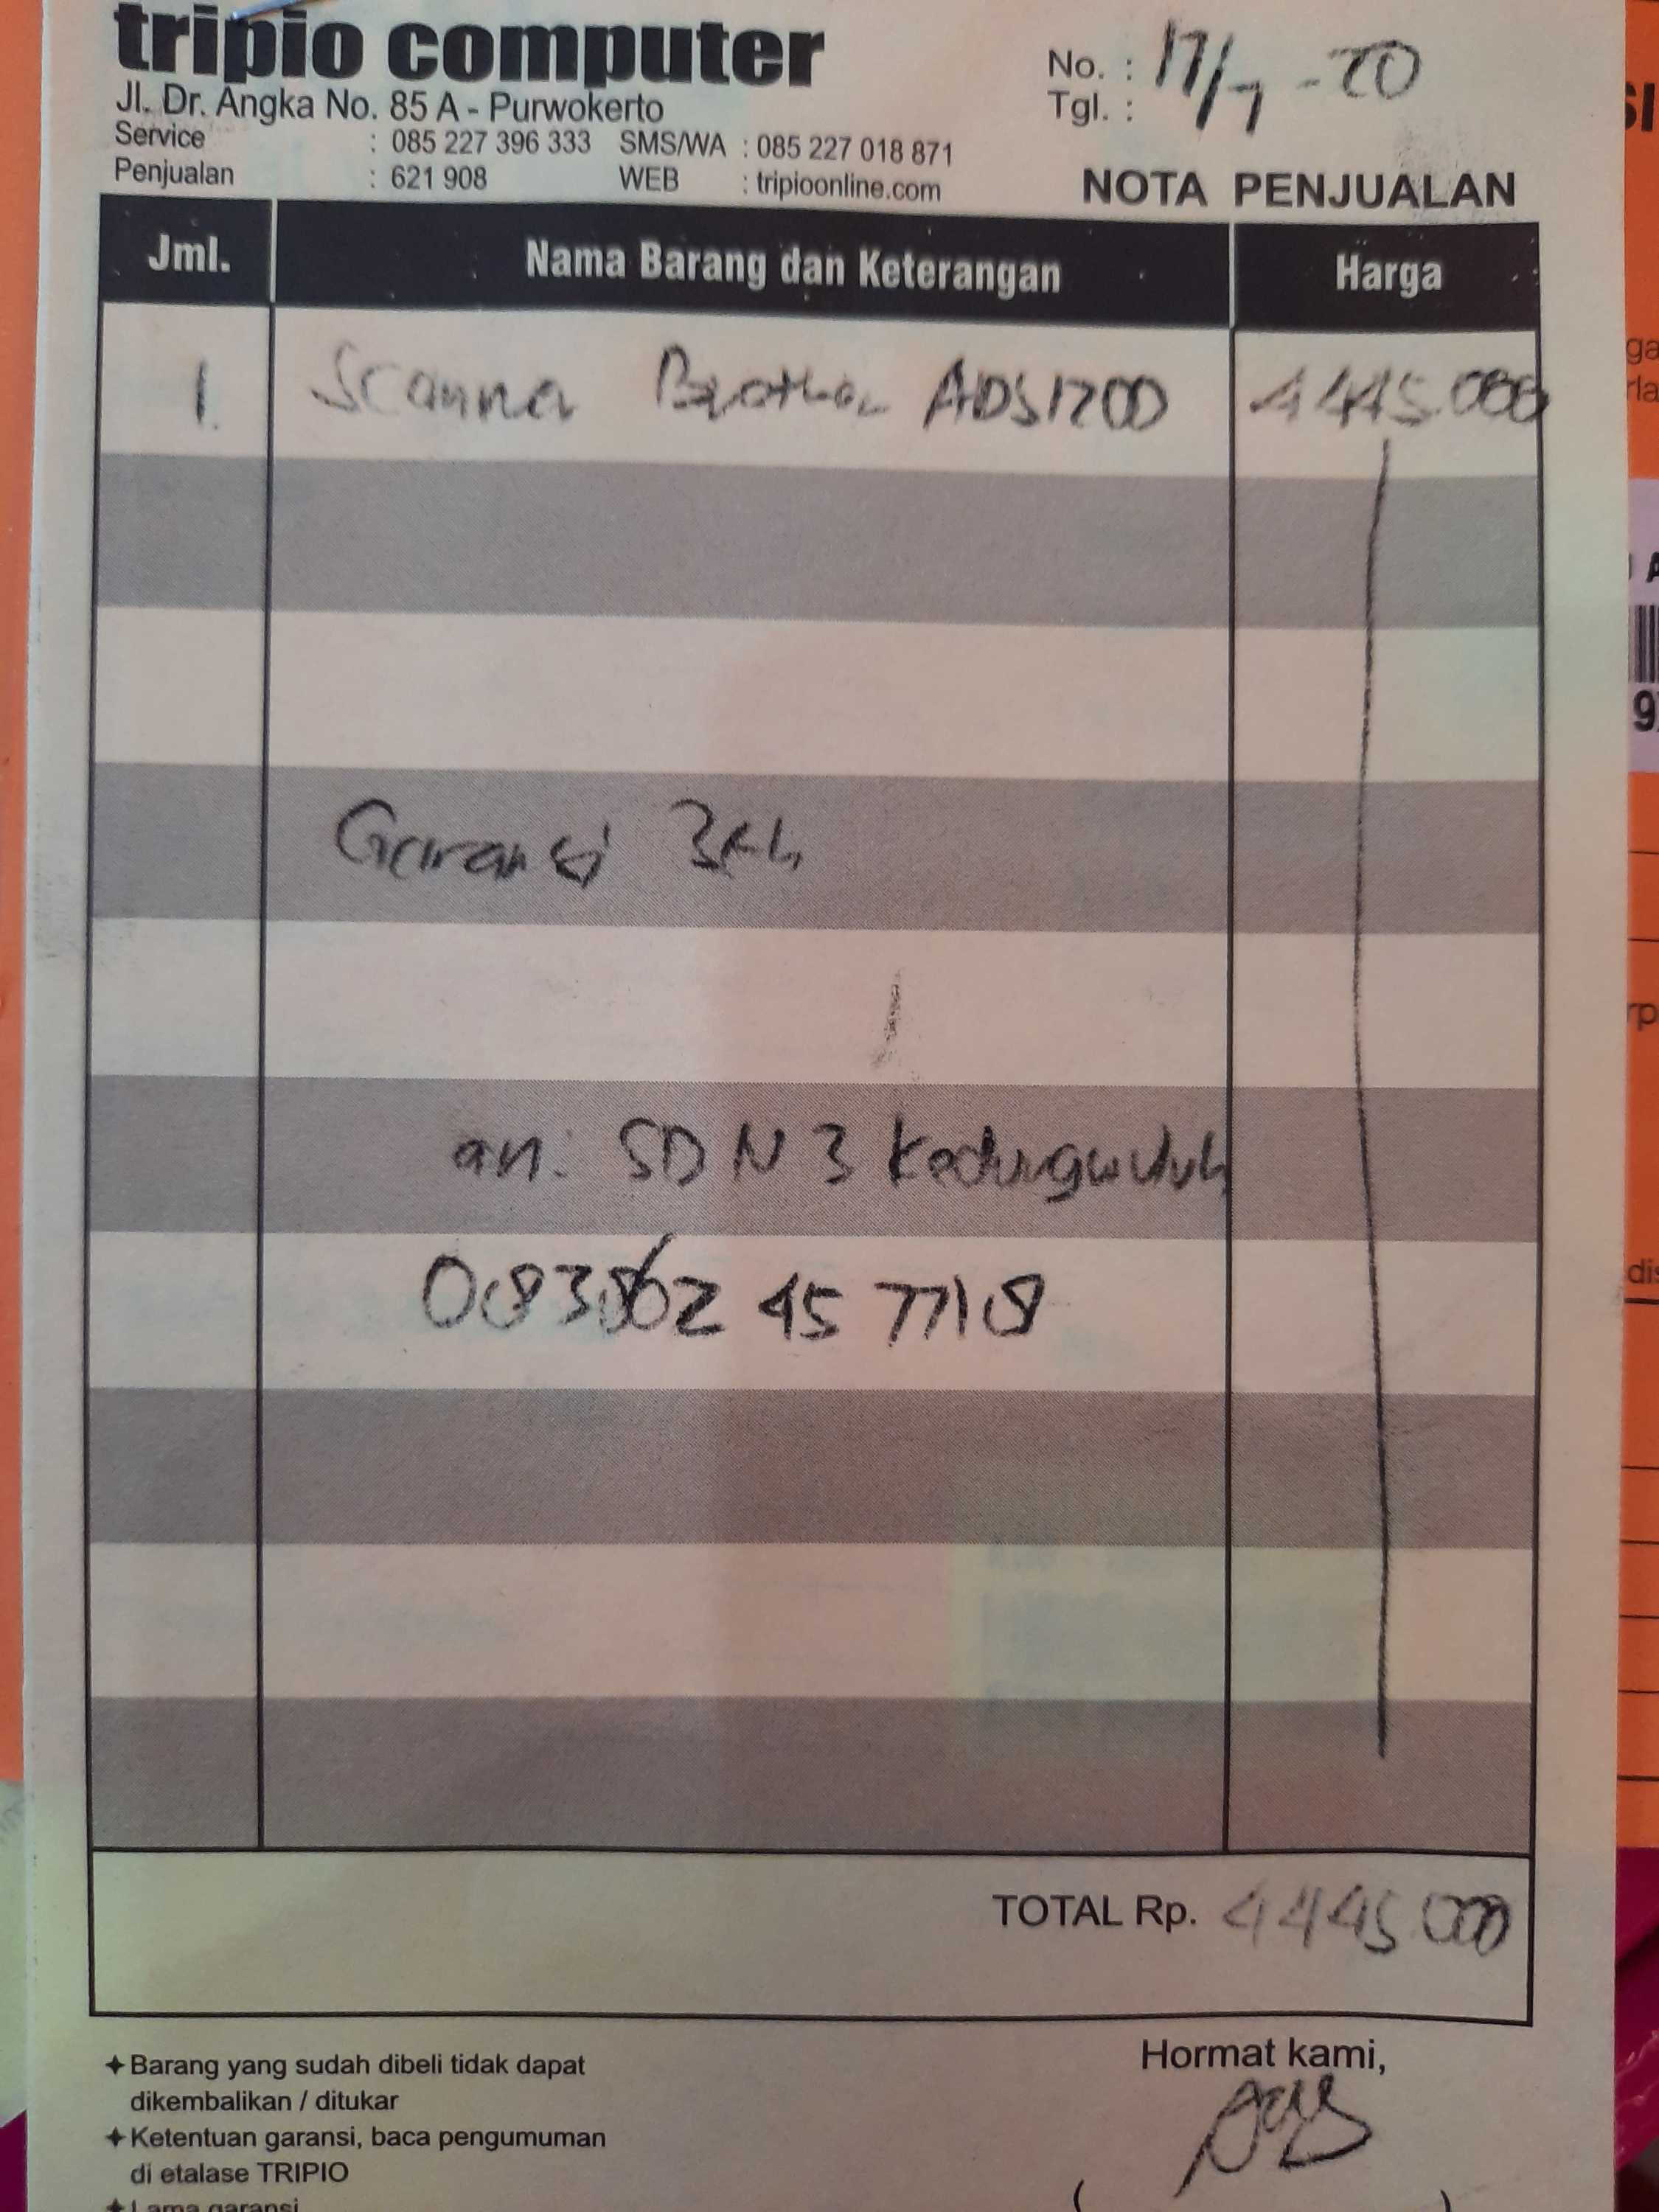 tripio computer
Jl. Dr. Angka No. 85 A - Purwokerto
Service : 085 227 396 333 SMS/WA : 085 227 018 871
Penjualan : 621 908 WEB : tripioonline.com
No. :
Tgl. : 17/7 - 20
NOTA PENJUALAN
Jml. Nama Barang dan Keterangan Harga
1. Scanner Brother ADS1200 4445.000
Garansi 3th
an. SDN 3 Kedungwuluh
45 7718
TOTAL Rp. 4445.000
✦ Barang yang sudah dibeli tidak dapat
dikembalikan / ditukar
✦ Ketentuan garansi, baca pengumuman
di etalase TRIPIO
✦ Lama garansi
Hormat kami,
( )